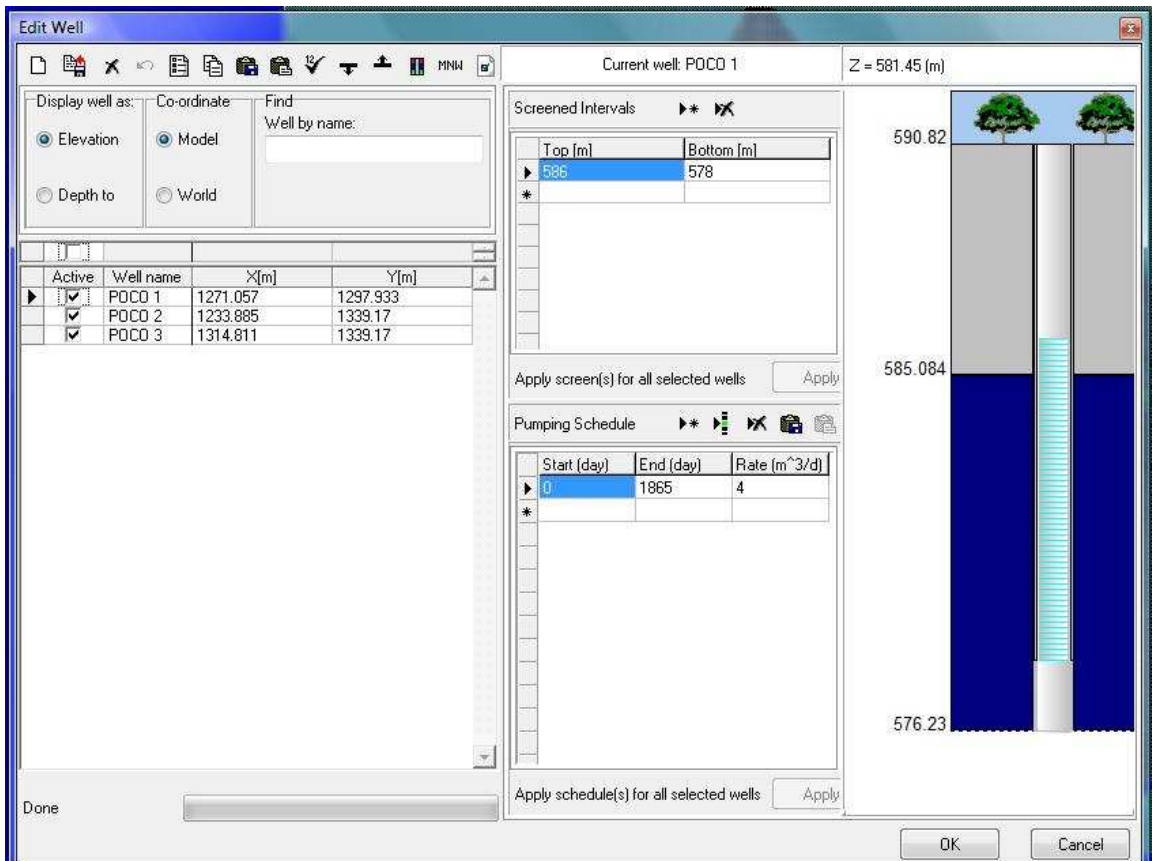 Edit Well
MNW
Current well: POCO 1
Z = 581.45 (m)
Display well as:
Elevation
Depth to
Co-ordinate
Model
World
Find
Well by name:
Active Well name X[m] Y[m]
POCO 1 1271.057 1297.933
POCO 2 1233.885 1339.17
POCO 3 1314.811 1339.17
Done
Screened Intervals
Top [m] Bottom [m]
586 578
Apply screen(s) for all selected wells Apply
Pumping Schedule
Start (day) End (day) Rate (m^3/d)
0 1865 4
Apply schedule(s) for all selected wells Apply
590.82
585.084
576.23
OK Cancel